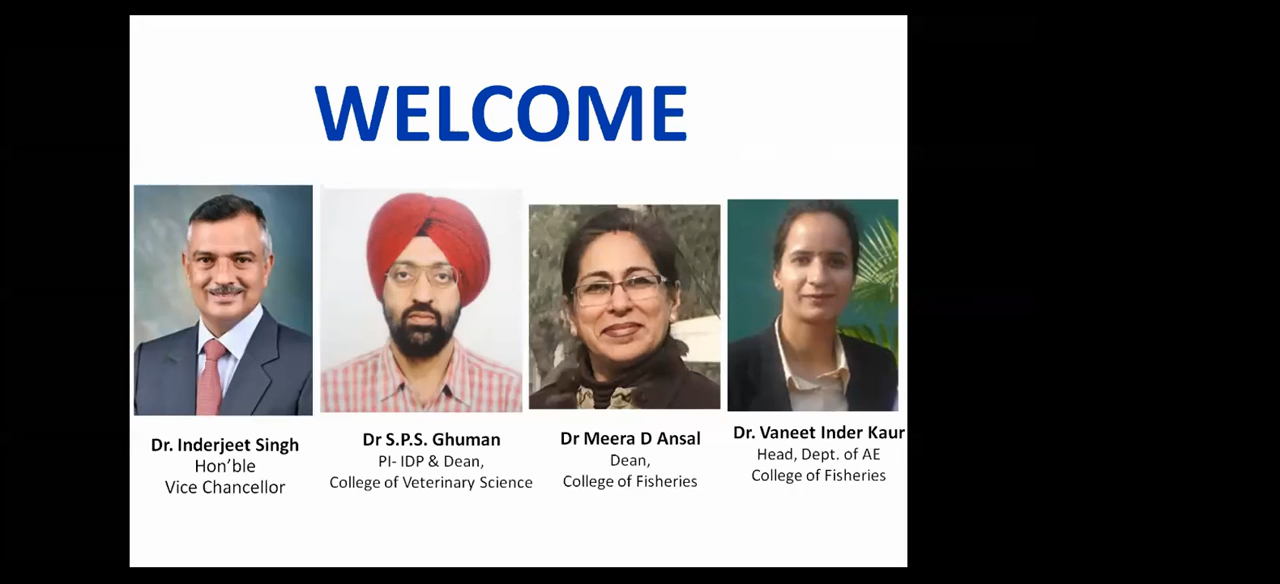 WELCOME
Dr. Inderjeet Singh
Hon’ble
Vice Chancellor
Dr S.P.S. Ghuman
PI- IDP & Dean,
College of Veterinary Science
Dr Meera D Ansal
Dean,
College of Fisheries
Dr. Vaneet Inder Kaur
Head, Dept. of AE
College of Fisheries